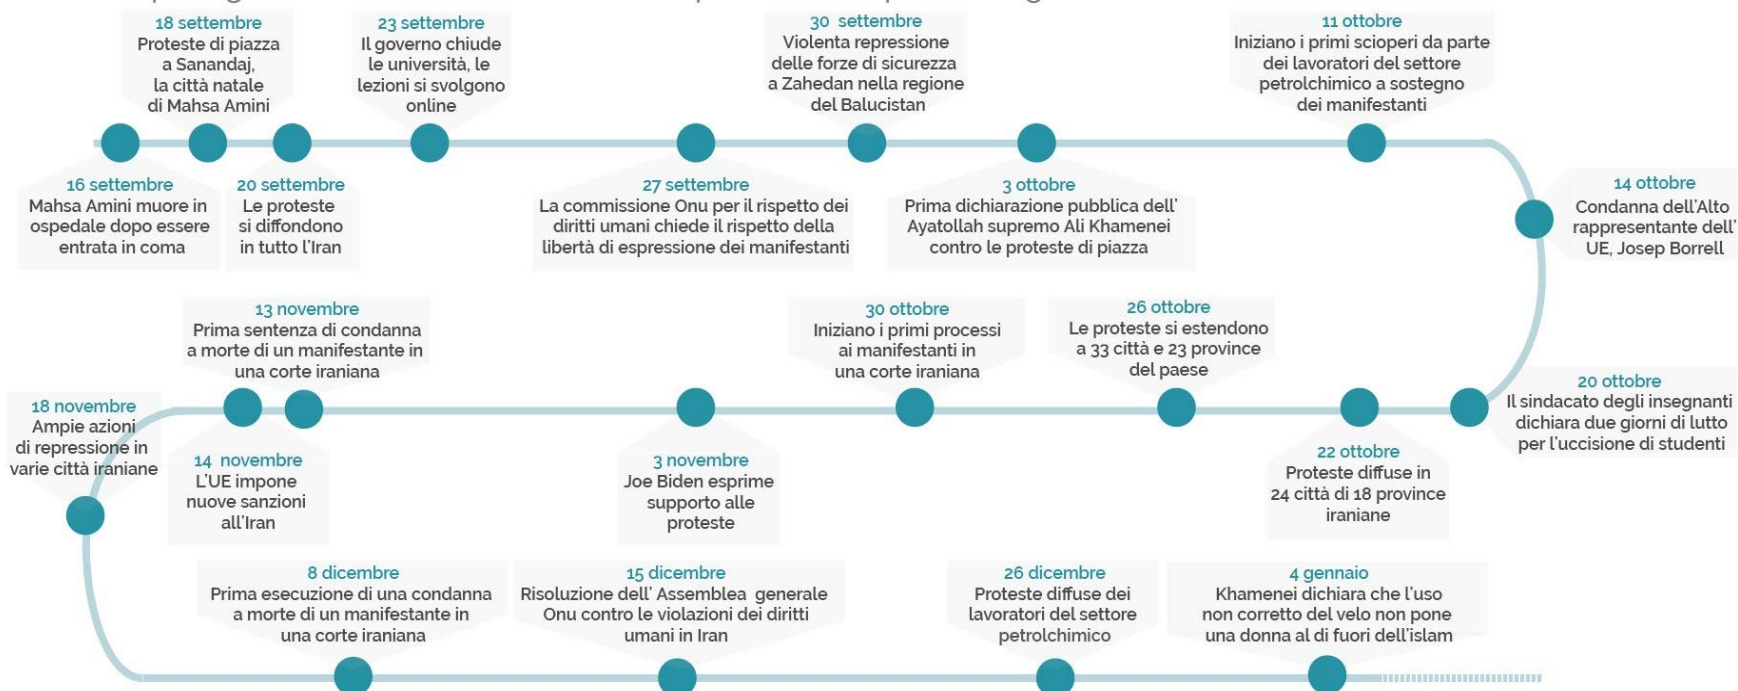 18 settembre
Proteste di piazza
a Sanandaj,
la città natale
di Mahsa Amini
23 settembre
Il governo chiude
le università, le
lezioni si svolgono
online
30 settembre
Violenta repressione
delle forze di sicurezza
a Zahedan nella regione
del Balucistan
11 ottobre
Iniziano i primi scioperi da parte
dei lavoratori del settore
petrolchimico a sostegno
dei manifestanti
16 settembre
Mahsa Amini muore in
ospedale dopo essere
entrata in coma
20 settembre
Le proteste
si diffondono
in tutto l'Iran
27 settembre
La commissione Onu per il rispetto dei
diritti umani chiede il rispetto della
libertà di espressione dei manifestanti
3 ottobre
Prima dichiarazione pubblica dell'
Ayatollah supremo Ali Khamenei
contro le proteste di piazza
14 ottobre
Condanna dell'Alto
rappresentante dell'
UE, Josep Borrell
13 novembre
Prima sentenza di condanna
a morte di un manifestante in
una corte iraniana
30 ottobre
Iniziano i primi processi
ai manifestanti in
una corte iraniana
26 ottobre
Le proteste si estendono
a 33 città e 23 province
del paese
20 ottobre
Il sindacato degli insegnanti
dichiara due giorni di lutto
per l'uccisione di studenti
18 novembre
Ampie azioni
di repressione in
varie città iraniane
14 novembre
L'UE impone
nuove sanzioni
all'Iran
3 novembre
Joe Biden esprime
supporto alle
proteste
22 ottobre
Proteste diffuse in
24 città di 18 province
iraniane
8 dicembre
Prima esecuzione di una condanna
a morte di un manifestante in
una corte iraniana
15 dicembre
Risoluzione dell' Assemblea generale
Onu contro le violazioni dei diritti
umani in Iran
26 dicembre
Proteste diffuse dei
lavoratori del settore
petrolchimico
4 gennaio
Khamenei dichiara che l'uso
non corretto del velo non pone
una donna al di fuori dell'islam